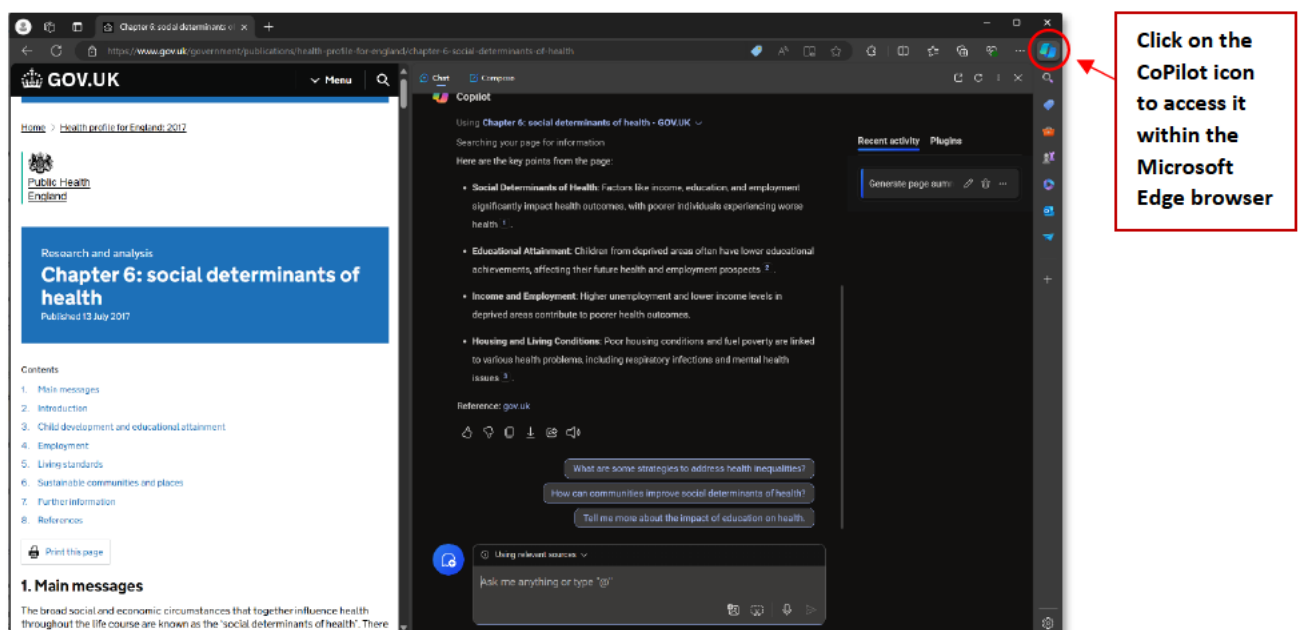 Chapter 6: social determinants of
https://www.gov.uk/government/publications/health-profile-for-england/chapter-6-social-determinants-of-health
GOV.UK
Menu
Home > Health profile for England: 2017
Public Health
England
Research and analysis
Chapter 6: social determinants of
health
Published 13 July 2017
Contents
1. Main messages
2. Introduction
3. Child development and educational attainment
4. Employment
5. Living standards
6. Sustainable communities and places
7. Further information
8. References
Print this page
1. Main messages
The broad social and economic circumstances that together influence health
throughout the life course are known as the 'social determinants of health'. There
Chat Compose
Copilot
Using Chapter 6: social determinants of health - GOV.UK
Searching your page for information
Here are the key points from the page:
• Social Determinants of Health: Factors like income, education, and employment
significantly impact health outcomes, with poorer individuals experiencing worse
health 1 .
• Educational Attainment: Children from deprived areas often have lower educational
achievements, affecting their future health and employment prospects 2 .
• Income and Employment: Higher unemployment and lower income levels in
deprived areas contribute to poorer health outcomes.
• Housing and Living Conditions: Poor housing conditions and fuel poverty are linked
to various health problems, including respiratory infections and mental health
issues 3 .
Reference: gov.uk
What are some strategies to address health inequalities?
How can communities improve social determinants of health?
Tell me more about the impact of education on health.
Using relevant sources
Ask me anything or type "@"
Recent activity Plugins
Generate page sum
Click on the
CoPilot icon
to access it
within the
Microsoft
Edge browser